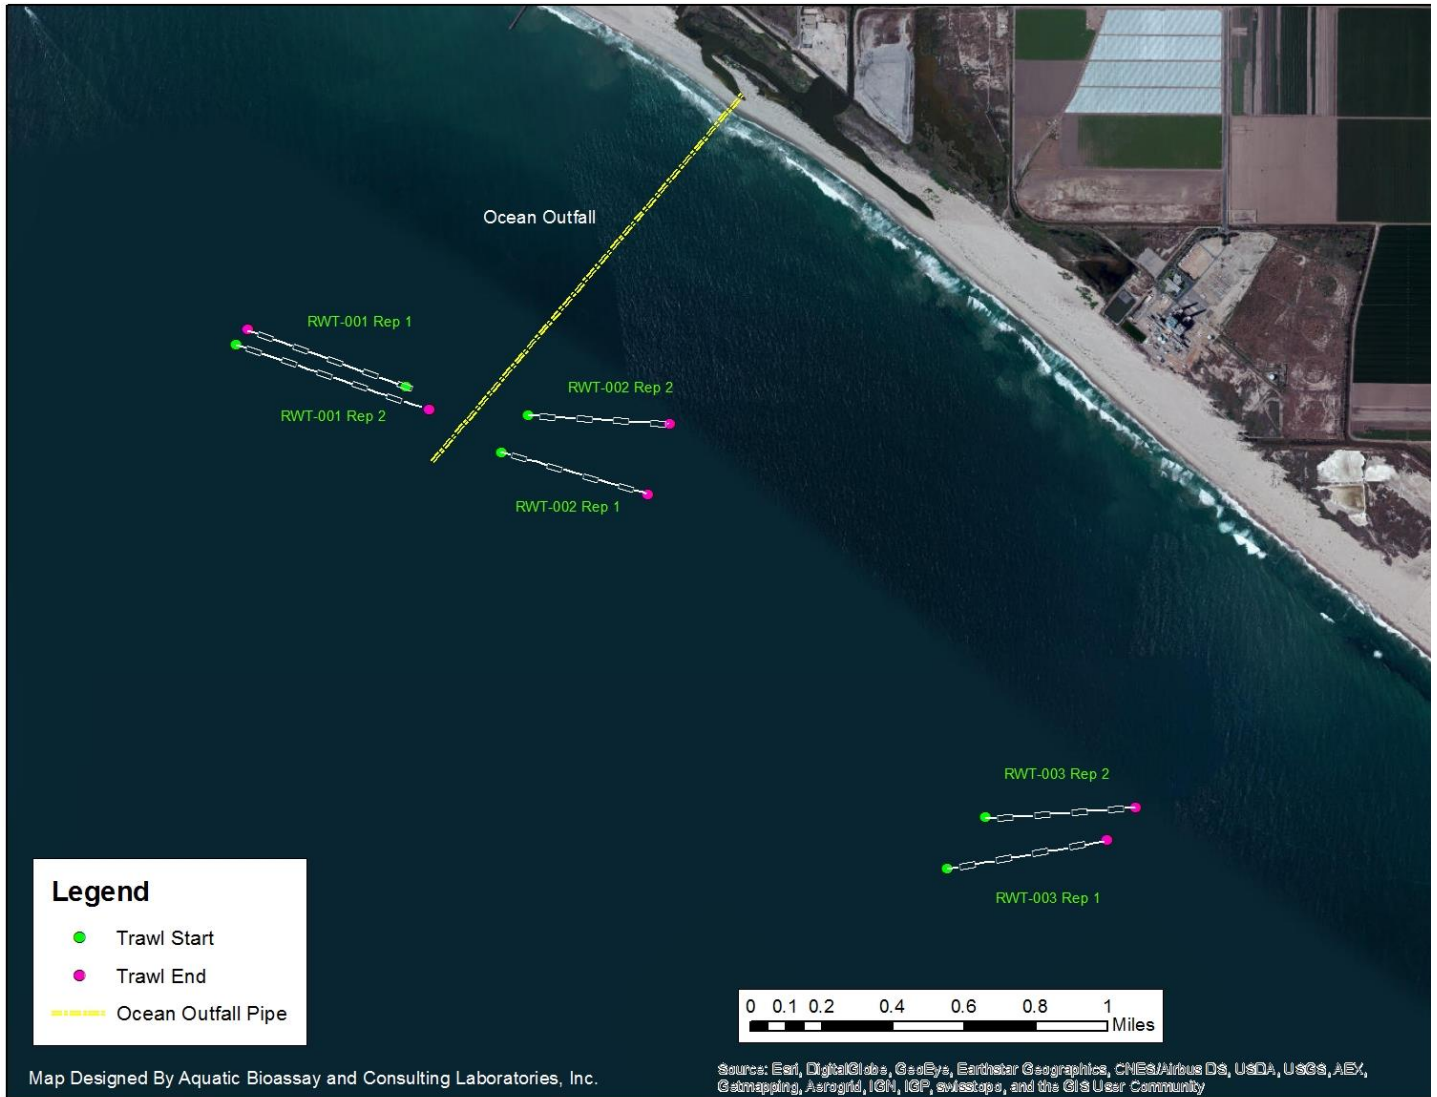 Ocean Outfall
RWT-001 Rep 1
RWT-001 Rep 2
RWT-002 Rep 2
RWT-002 Rep 1
RWT-003 Rep 2
RWT-003 Rep 1
Legend
Trawl Start
Trawl End
Ocean Outfall Pipe
0 0.1 0.2 0.4 0.6 0.8 1
Miles
Map Designed By Aquatic Bioassay and Consulting Laboratories, Inc.
Source: Esri, DigitalGlobe, GeoEye, Earthstar Geographics, CNES/Airbus DS, USDA, USGS, AEX,
Getmapping, Aerogrid, IGN, IGP, swisstopo, and the GIS User Community